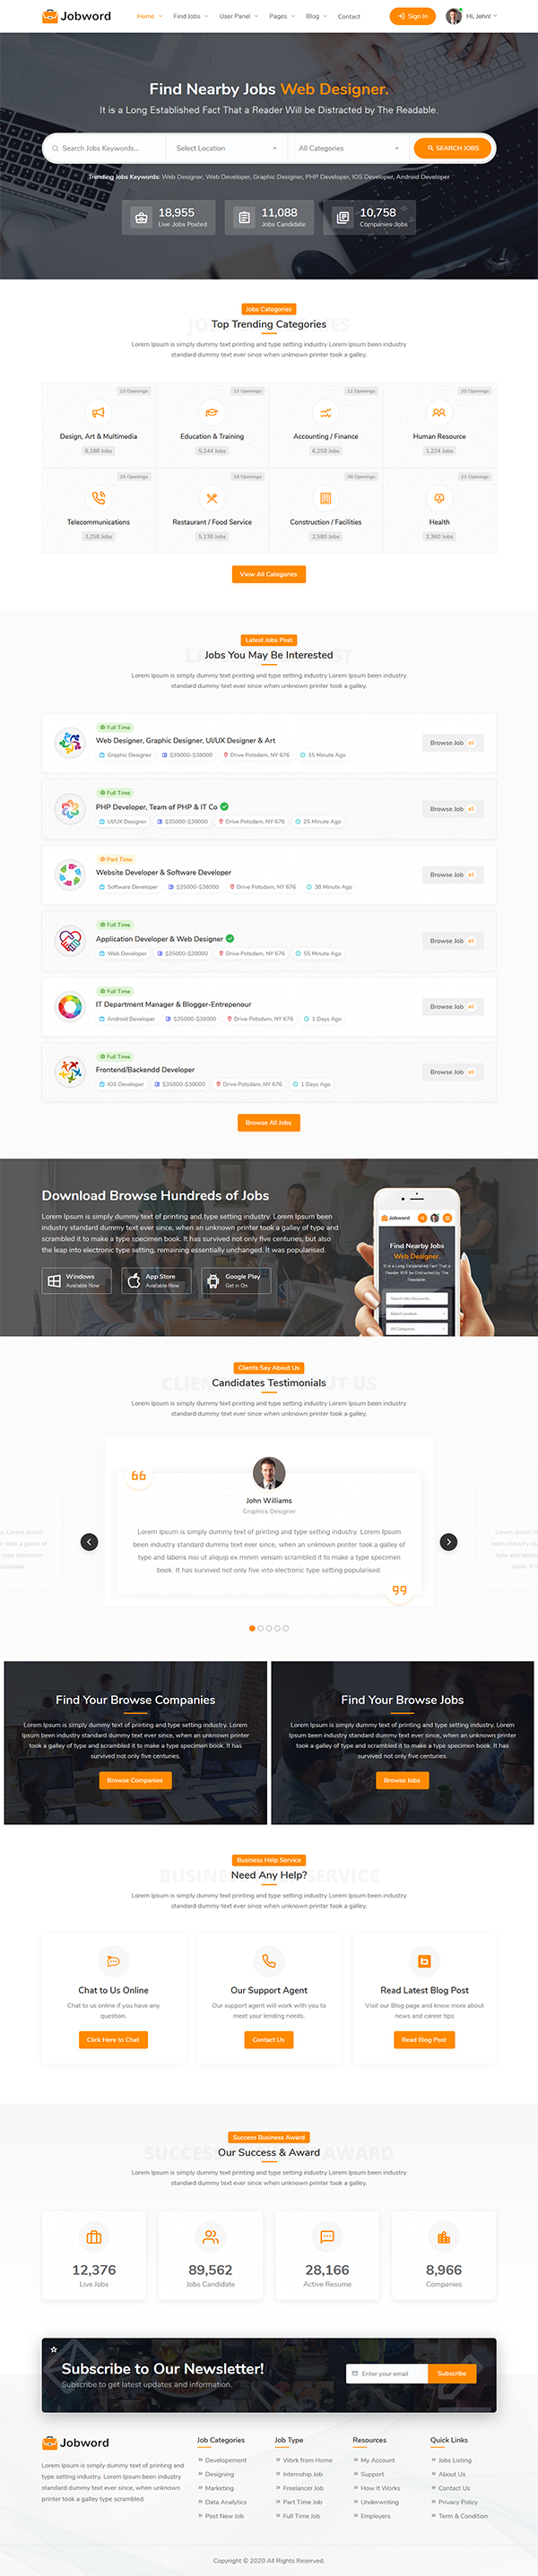 Jobword
Home Find Jobs User Panel Pages Blog Contact Sign In Hi, John!
Find Nearby Jobs Web Designer.
It is a Long Established Fact That a Reader Will be Distracted by The Readable.
Search Jobs Keywords... Select Location All Categories SEARCH JOBS
Trending Jobs Keywords: Web Designer, Web Developer, Graphic Designer, PHP Developer, IOS Developer, Android Developer
18,955 11,088 10,758
Live Jobs Posted Jobs Candidate Companies Jobs
Jobs Categories
Top Trending Categories
Lorem Ipsum is simply dummy text printing and type setting industry Lorem Ipsum been industry
standard dummy text ever since when unknown printer took a galley.
10 Openings 15 Openings 22 Openings 20 Openings
Design, Art & Multimedia Education & Training Accounting / Finance Human Resource
8,188 Jobs 5,244 Jobs 6,258 Jobs 1,224 Jobs
25 Openings 18 Openings 38 Openings 23 Openings
Telecommunications Restaurant / Food Service Construction / Facilities Health
3,258 Jobs 5,138 Jobs 2,580 Jobs 2,360 Jobs
View All Categories
Latest Jobs Post
Jobs You May Be Interested
Lorem Ipsum is simply dummy text printing and type setting industry Lorem Ipsum been industry
standard dummy text ever since when unknown printer took a galley.
Full Time
Web Designer, Graphic Designer, UI/UX Designer & Art Browse Job
Graphic Designer $35000-$38000 Drive Potsdam, NY 676 15 Minute Ago
Full Time
PHP Developer, Team of PHP & IT Co Browse Job
UI/UX Designer $35000-$38000 Drive Potsdam, NY 676 25 Minute Ago
Part Time
Website Developer & Software Developer Browse Job
Software Developer $35000-$38000 Drive Potsdam, NY 676 38 Minute Ago
Full Time
Application Developer & Web Designer Browse Job
Web Developer $35000-$38000 Drive Potsdam, NY 676 55 Minute Ago
Full Time
IT Department Manager & Blogger-Entrepenour Browse Job
Android Developer $35000-$38000 Drive Potsdam, NY 676 1 Days Ago
Full Time
Frontend/Backendd Developer Browse Job
IOS Developer $35000-$38000 Drive Potsdam, NY 676 1 Days Ago
Browse All Jobs
Download Browse Hundreds of Jobs
Lorem Ipsum is simply dummy text of printing and type setting industry. Lorem Ipsum been
industry standard dummy text ever since, when an unknown printer took a galley of type and
scrambled it to make a type specimen book. It has survived not only five centuries, but also
the leap into electronic type setting, remaining essentially unchanged. It was popularised.
Windows App Store Google Play
Available Now Available Now Get in On
Jobword
Find Nearby Jobs
Web Designer.
It is a Long Established Fact That a
Reader Will be Distracted by The
Readable.
Search Jobs Keywords...
Select Location
All Categories
Clients Say About Us
Candidates Testimonials
Lorem Ipsum is simply dummy text printing and type setting industry Lorem Ipsum been industry
standard dummy text ever since when unknown printer took a galley.
John Williams
Graphics Designer
Lorem Ipsum is simply dummy text of printing and type setting industry. Lorem Ipsum
been industry standard dummy text ever since, when an unknown printer took a galley of
type and laboris nisi ut aliquip ex minim veniam scrambled it to make a type specimen
book. It has survived not only five into electronic type setting popularised.
Find Your Browse Companies
Lorem Ipsum is simply dummy text of printing and type setting industry. Lorem
Ipsum been industry standard dummy text ever since, when an unknown printer
took a galley of type and scrambled it to make a type specimen book. It has
survived not only five centuries.
Browse Companies
Find Your Browse Jobs
Lorem Ipsum is simply dummy text of printing and type setting industry. Lorem
Ipsum been industry standard dummy text ever since, when an unknown printer
took a galley of type and scrambled it to make a type specimen book. It has
survived not only five centuries.
Browse Jobs
Business Help Service
Need Any Help?
Lorem Ipsum is simply dummy text printing and type setting industry Lorem Ipsum been industry
standard dummy text ever since when unknown printer took a galley.
Chat to Us Online
Chat to us online if you have any
question.
Click Here to Chat
Our Support Agent
Our support agent will work with you to
meet your lending needs.
Contact Us
Read Latest Blog Post
Visit our Blog page and know more about
news and career tips
Read Blog Post
Success Business Award
Our Success & Award
Lorem Ipsum is simply dummy text printing and type setting industry Lorem Ipsum been industry
standard dummy text ever since when unknown printer took a galley.
12,376 89,562 28,166 8,966
Live Jobs Jobs Candidate Active Resume Companies
Subscribe to Our Newsletter!
Subscribe to get latest updates and information.
Enter your email Subscribe
Jobword
Lorem Ipsum is simply dummy text of printing and
type setting industry. Lorem Ipsum been industry
standard dummy text ever since, when an unknown
printer took a galley type scrambled.
Job Categories
Developement
Designing
Marketing
Data Analytics
Post New Job
Job Type
Work from Home
Internship Job
Freelancer Job
Part Time Job
Full Time Job
Resources
My Account
Support
How It Works
Underwriting
Employers
Quick Links
Jobs Listing
About Us
Contact Us
Privacy Policy
Term & Condition
Copyright © 2020 All Rights Reserved.